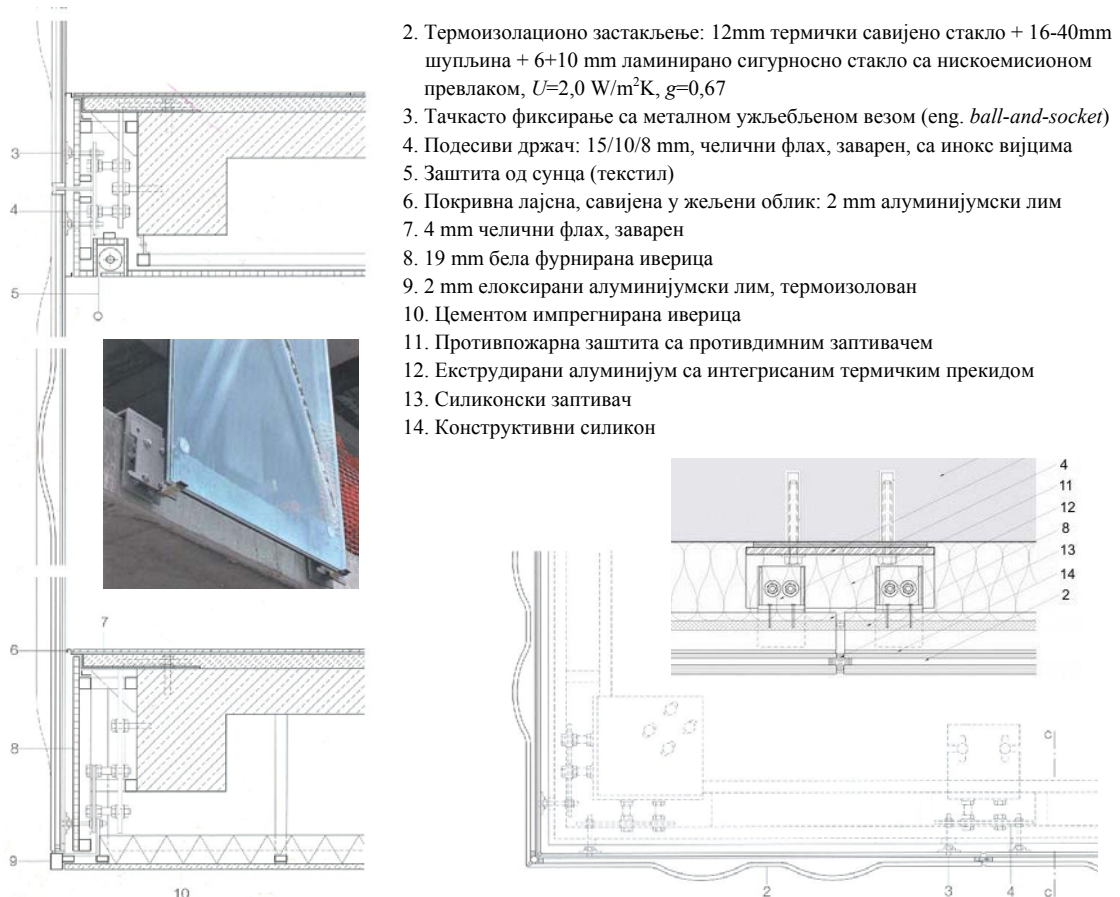 2. Термоизолационо застакљење: 12mm термички савијено стакло + 16-40mm
шупљина + 6+10 mm ламинирано сигурносно стакло са нискоемисионом
превлаком, U=2,0 W/m²K, g=0,67
3. Тачкасто фиксирање са металном ужљебљеном везом (eng. ball-and-socket)
4. Подесиви држач: 15/10/8 mm, челични флах, заварен, са инокс вијцима
5. Заштита од сунца (текстил)
6. Покривна лајсна, савијена у жељени облик: 2 mm алуминијумски лим
7. 4 mm челични флах, заварен
8. 19 mm бела фурнирана иверица
9. 2 mm елоксирани алуминијумски лим, термоизолован
10. Цементом импрегнирана иверица
11. Противпожарна заштита са противдимним заптивачем
12. Екструдирани алуминијум са интегрисаним термичким прекидом
13. Силиконски заптивач
14. Конструктивни силикон
3
4
5
7
6
8
9
10
4
11
12
8
13
14
2
c
2
3
4
c